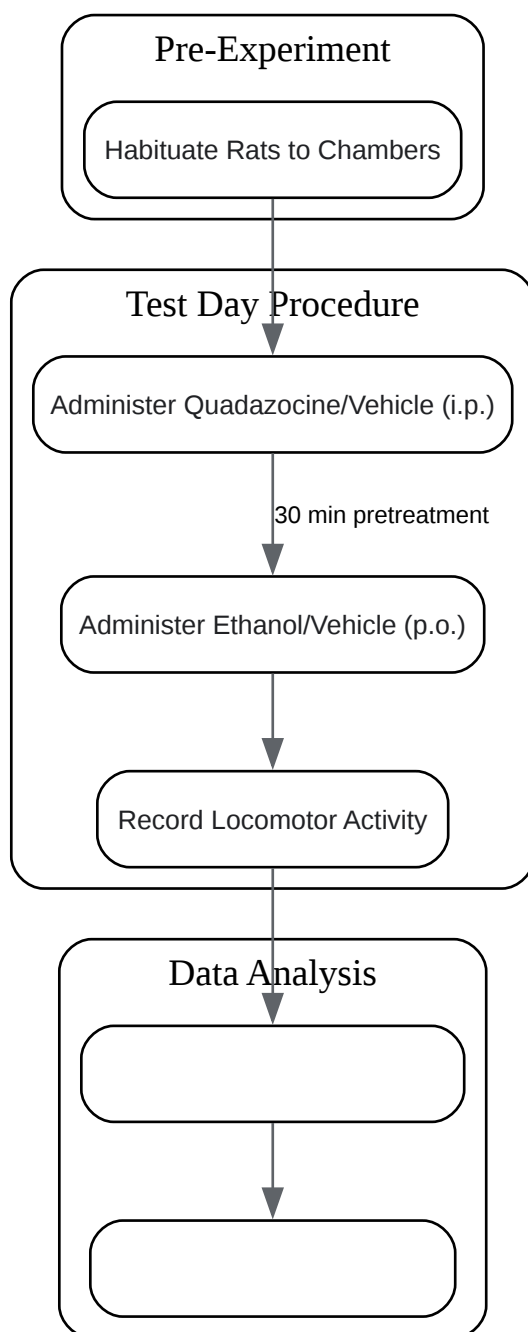 Pre-Experiment
Habituate Rats to Chambers
Test Day Procedure
Administer Quadazocine/Vehicle (i.p.)
30 min pretreatment
Administer Ethanol/Vehicle (p.o.)
Record Locomotor Activity
Data Analysis